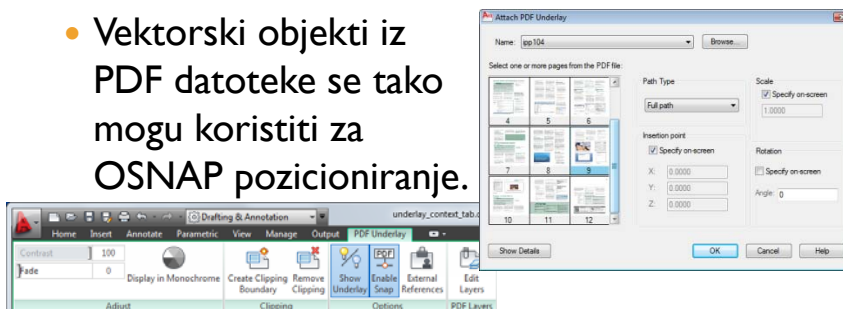 • Vektorski objekti iz
PDF datoteke se tako
mogu koristiti za
OSNAP pozicioniranje.
Attach PDF Underlay
Name: ipp104 Browse...
Select one or more pages from the PDF file:
4 5 6
7 8 9
10 11 12
Path Type
Full path
Scale
Specify on-screen
1.0000
Insertion point
Specify on-screen
X: 0.0000
Y: 0.0000
Z: 0.0000
Rotation
Specify on-screen
Angle: 0
Show Details OK Cancel Help
Drafting & Annotation underlay_context_tab.d
Home Insert Annotate Parametric View Manage Output PDF Underlay
Contrast 100
Fade 0
Display in Monochrome
Create Clipping Boundary
Remove Clipping
Show Underlay
Enable Snap
External References
Edit Layers
Adjust Clipping Options PDF Layers